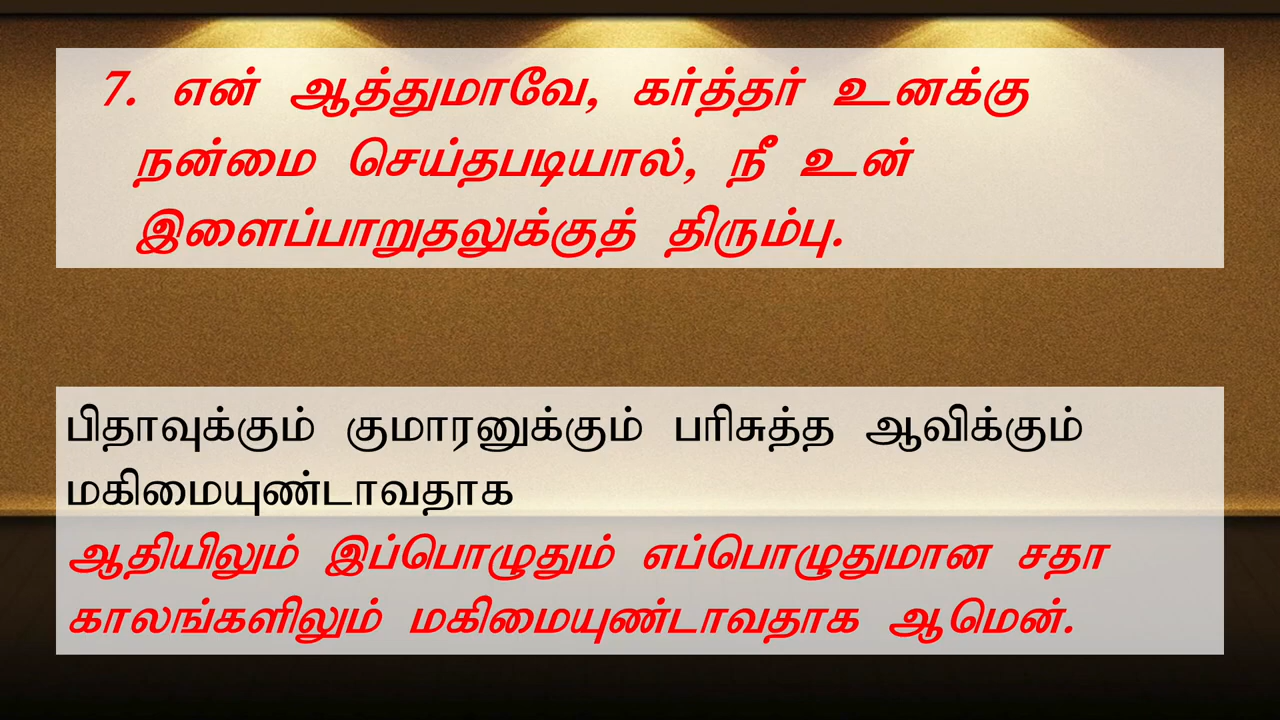 7. என் ஆத்துமாவே, கர்த்தர் உனக்கு
நன்மை செய்தபடியால், நீ உன்
இளைப்பாறுதலுக்குத் திரும்பு.
பிதாவுக்கும் குமாரனுக்கும் பரிசுத்த ஆவிக்கும்
மகிமையுண்டாவதாக
ஆதியிலும் இப்பொழுதும் எப்பொழுதுமான சதா
காலங்களிலும் மகிமையுண்டாவதாக ஆமென்.